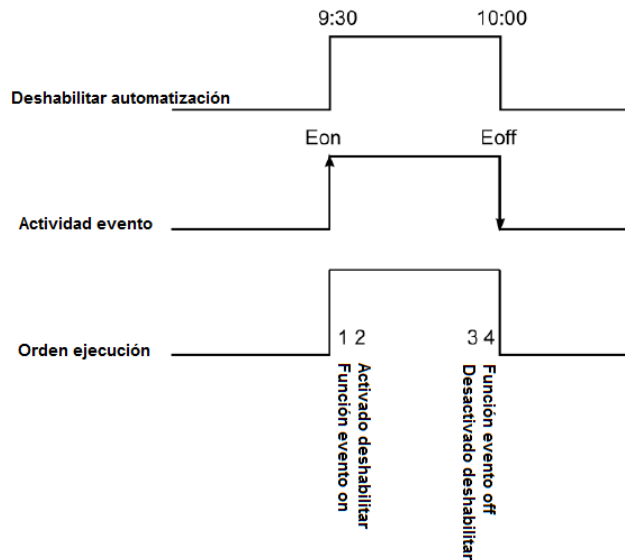 9:30
10:00
Deshabilitar automatización
Eon
Eoff
Actividad evento
Orden ejecución
1 2
3 4
Activado deshabilitar
Función evento on
Función evento off
Desactivado deshabilitar